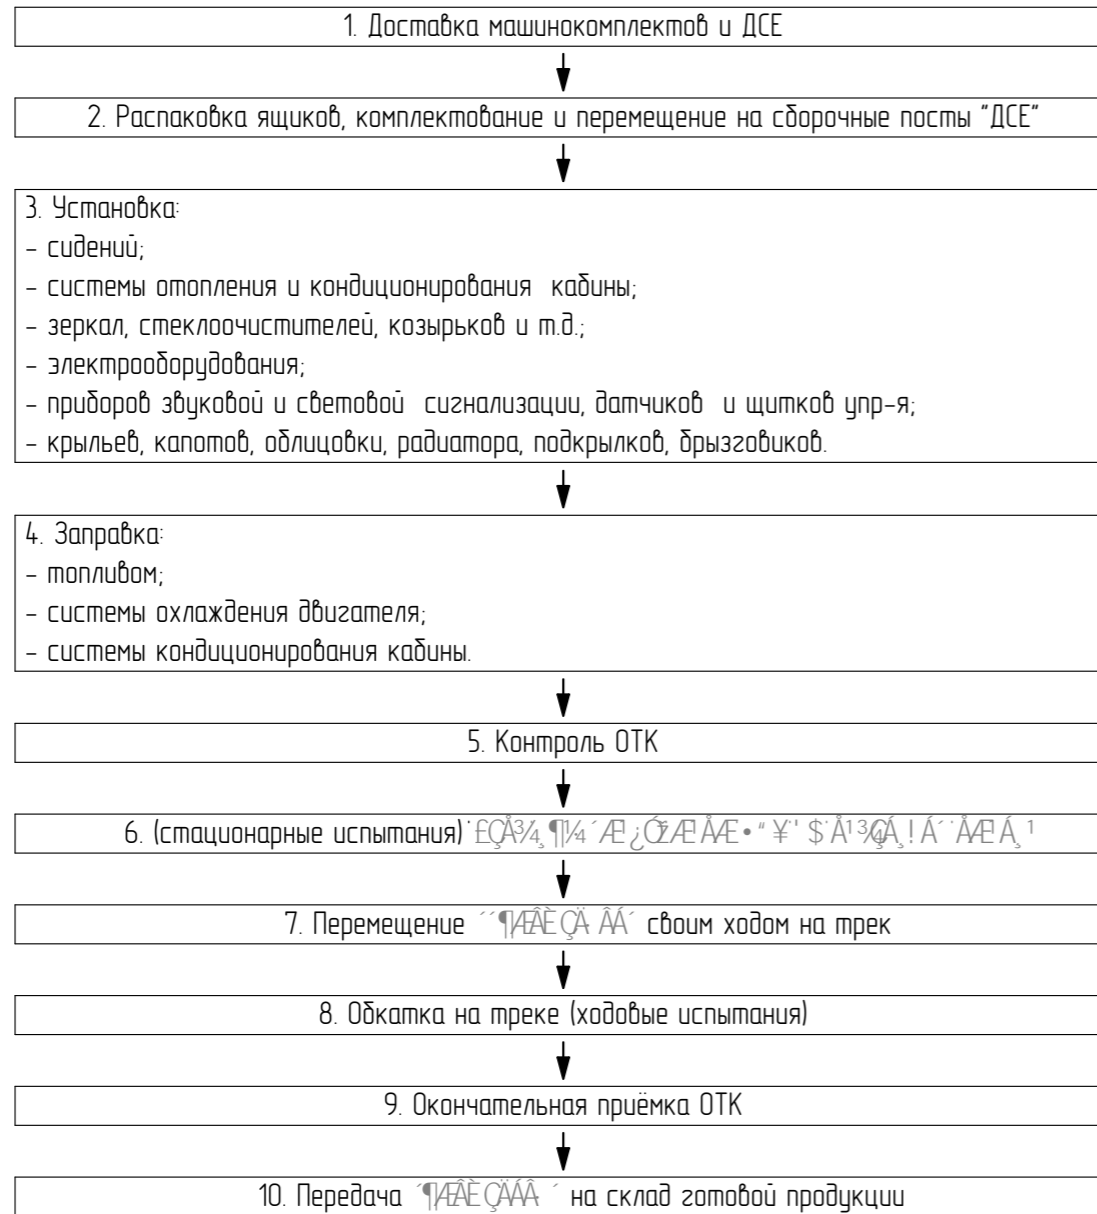 1. Доставка машинокомплектов и ДСЕ
2. Распаковка ящиков, комплектование и перемещение на сборочные посты "ДСЕ"
3. Установка:
- сидений;
- системы отопления и кондиционирования кабины;
- зеркал, стеклоочистителей, козырьков и т.д.;
- электрооборудования;
- приборов звуковой и световой сигнализации, датчиков и щитков упр-я;
- крыльев, капотов, облицовки, радиатора, подкрылков, брызговиков.
4. Заправка:
- топливом;
- системы охлаждения двигателя;
- системы кондиционирования кабины.
5. Контроль ОТК
6. (стационарные испытания)
7. Перемещение своим ходом на трек
8. Обкатка на треке (ходовые испытания)
9. Окончательная приёмка ОТК
10. Передача на склад готовой продукции